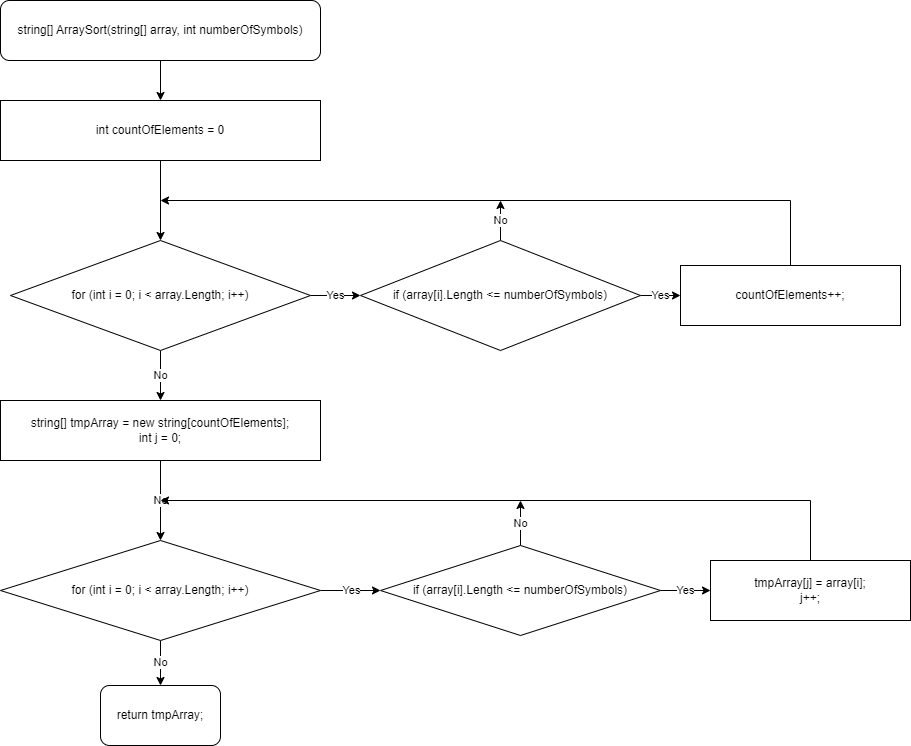 string[] ArraySort(string[] array, int numberOfSymbols)
int countOfElements = 0
No
for (int i = 0; i < array.Length; i++)
Yes
if (array[i].Length <= numberOfSymbols)
Yes
countOfElements++;
No
string[] tmpArray = new string[countOfElements];
int j = 0;
No
No
for (int i = 0; i < array.Length; i++)
Yes
if (array[i].Length <= numberOfSymbols)
Yes
tmpArray[j] = array[i];
j++;
No
return tmpArray;